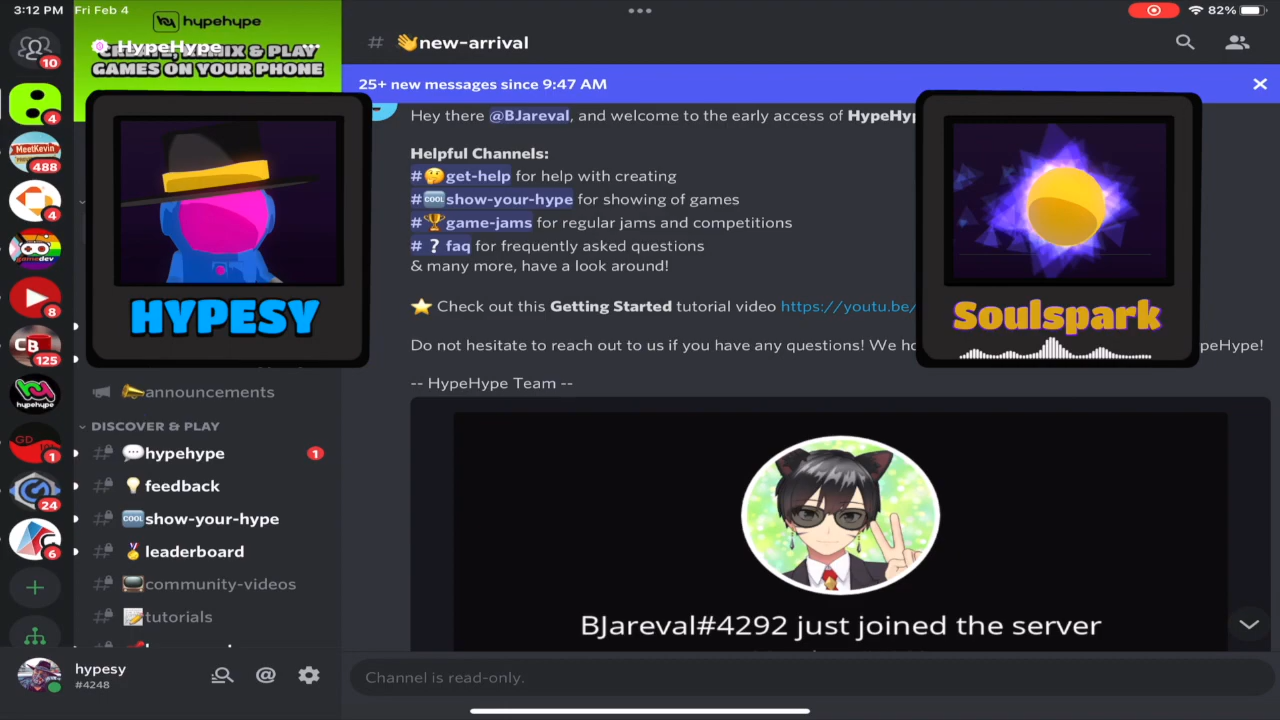 3:12 PM Fri Feb 4
82%
hypehype
HypeHype
CREATE, REMIX & PLAY
GAMES ON YOUR PHONE
10
4
MeetKevin
488
4
gamedev
8
CB
125
hypehype
GD
1
24
6
HYPESY
announcements
DISCOVER & PLAY
hypehype
1
feedback
COOL show-your-hype
leaderboard
community-videos
tutorials
hypesy
#4248
# 👋new-arrival
25+ new messages since 9:47 AM
Hey there @BJareval, and welcome to the early access of HypeHyp
Helpful Channels:
#🤔get-help for help with creating
#🆒show-your-hype for showing of games
#🏆game-jams for regular jams and competitions
#❔faq for frequently asked questions
& many more, have a look around!
⭐ Check out this Getting Started tutorial video https://youtu.be/
Do not hesitate to reach out to us if you have any questions! We ho
peHype!
-- HypeHype Team --
Soulspark
BJareval#4292 just joined the server
Channel is read-only.